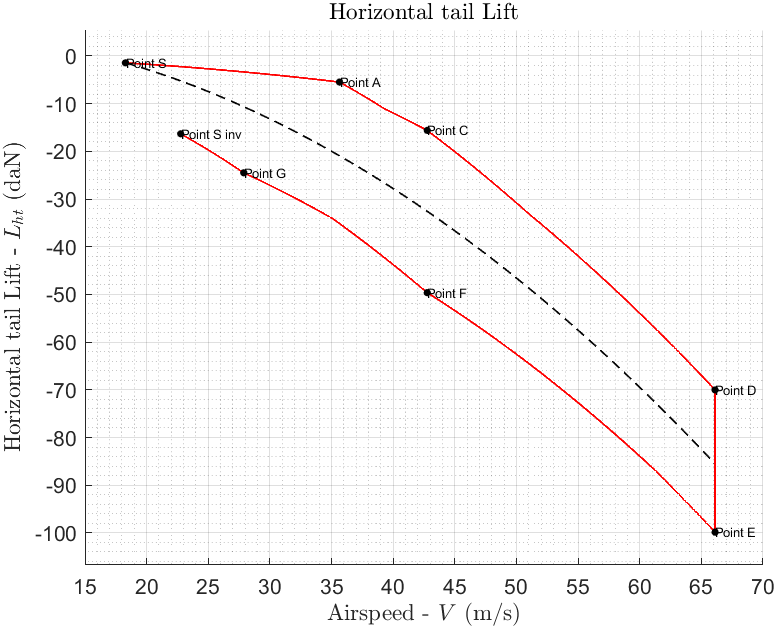 Horizontal tail Lift
Horizontal tail Lift - L_{ht} (daN)
0
-10
-20
-30
-40
-50
-60
-70
-80
-90
-100
Point S
Point A
Point C
Point S inv
Point G
Point F
Point D
Point E
15 20 25 30 35 40 45 50 55 60 65 70
Airspeed - V (m/s)